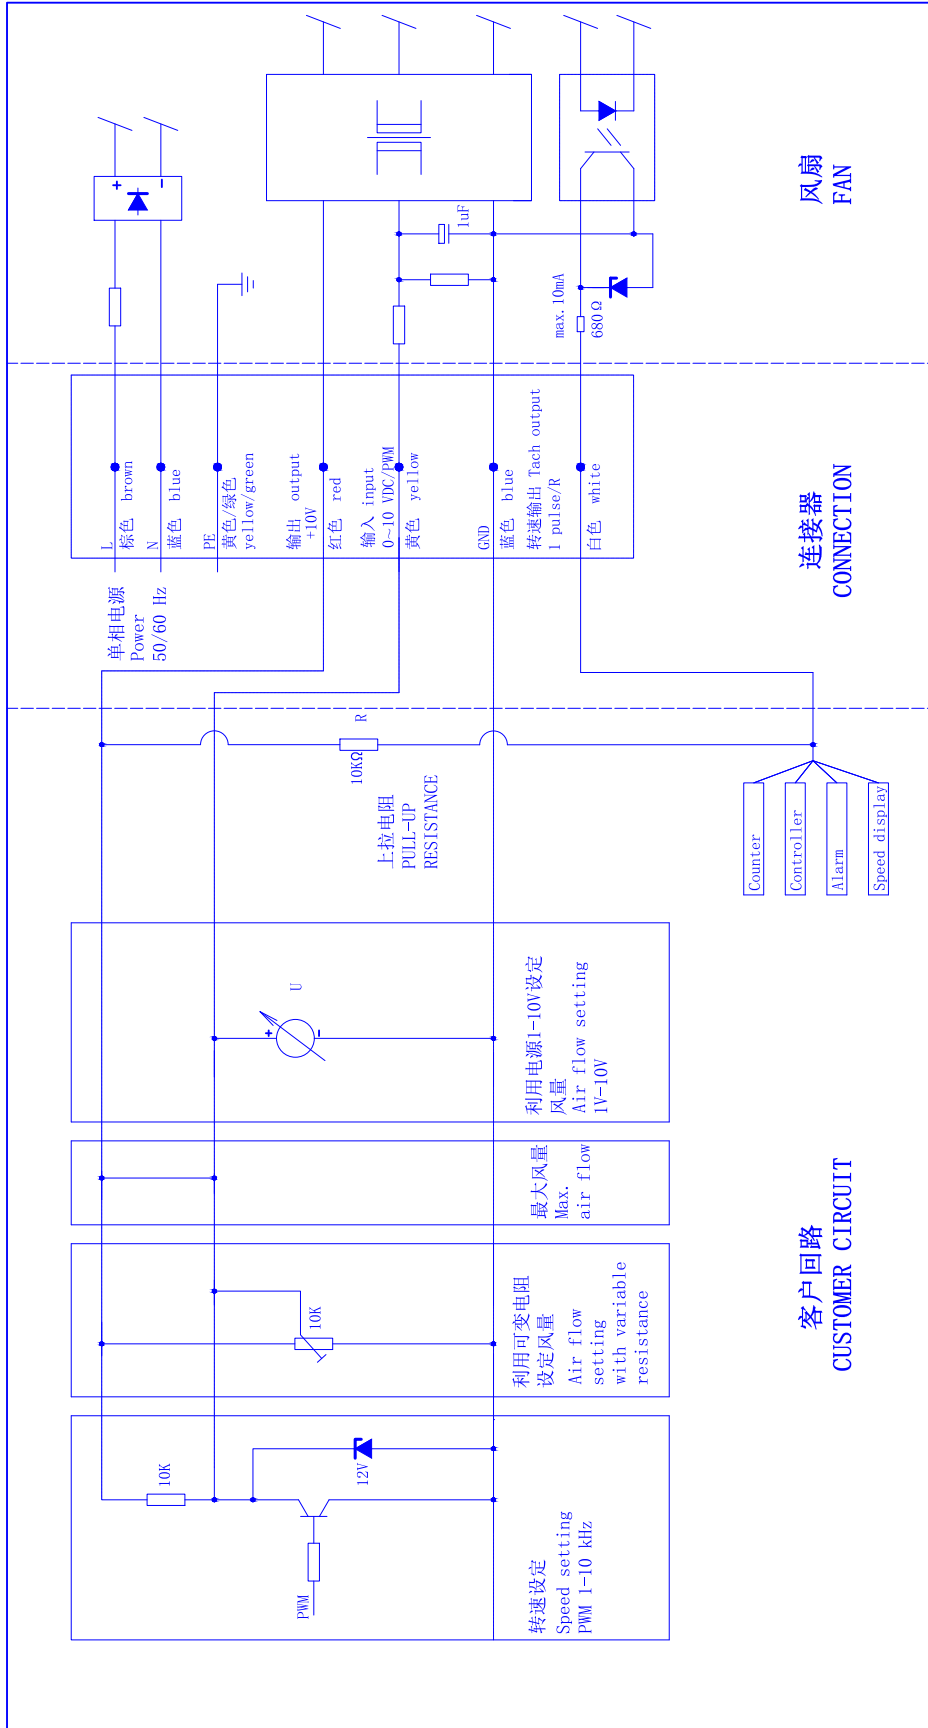 转速设定
Speed setting
PWM 1-10 kHz
PWM
10K
12V
利用可变电阻
设定风量
Air flow
setting
with variable
resistance
10K
最大风量
Max.
air flow
利用电源1-10V设定
风量
Air flow setting
1V-10V
U
+
-
客户回路
CUSTOMER CIRCUIT
上拉电阻
PULL-UP
RESISTANCE
10KΩ
R
Counter
Controller
Alarm
Speed display
单相电源
Power
50/60 Hz
L
棕色 brown
N
蓝色 blue
PE
黄色/绿色
yellow/green
输出 output
+10V
红色 red
输入 input
0~10 VDC/PWM
黄色 yellow
GND
蓝色 blue
转速输出 Tach output
1 pulse/R
白色 white
连接器
CONNECTION
+
-
1uF
max. 10mA
680Ω
风扇
FAN